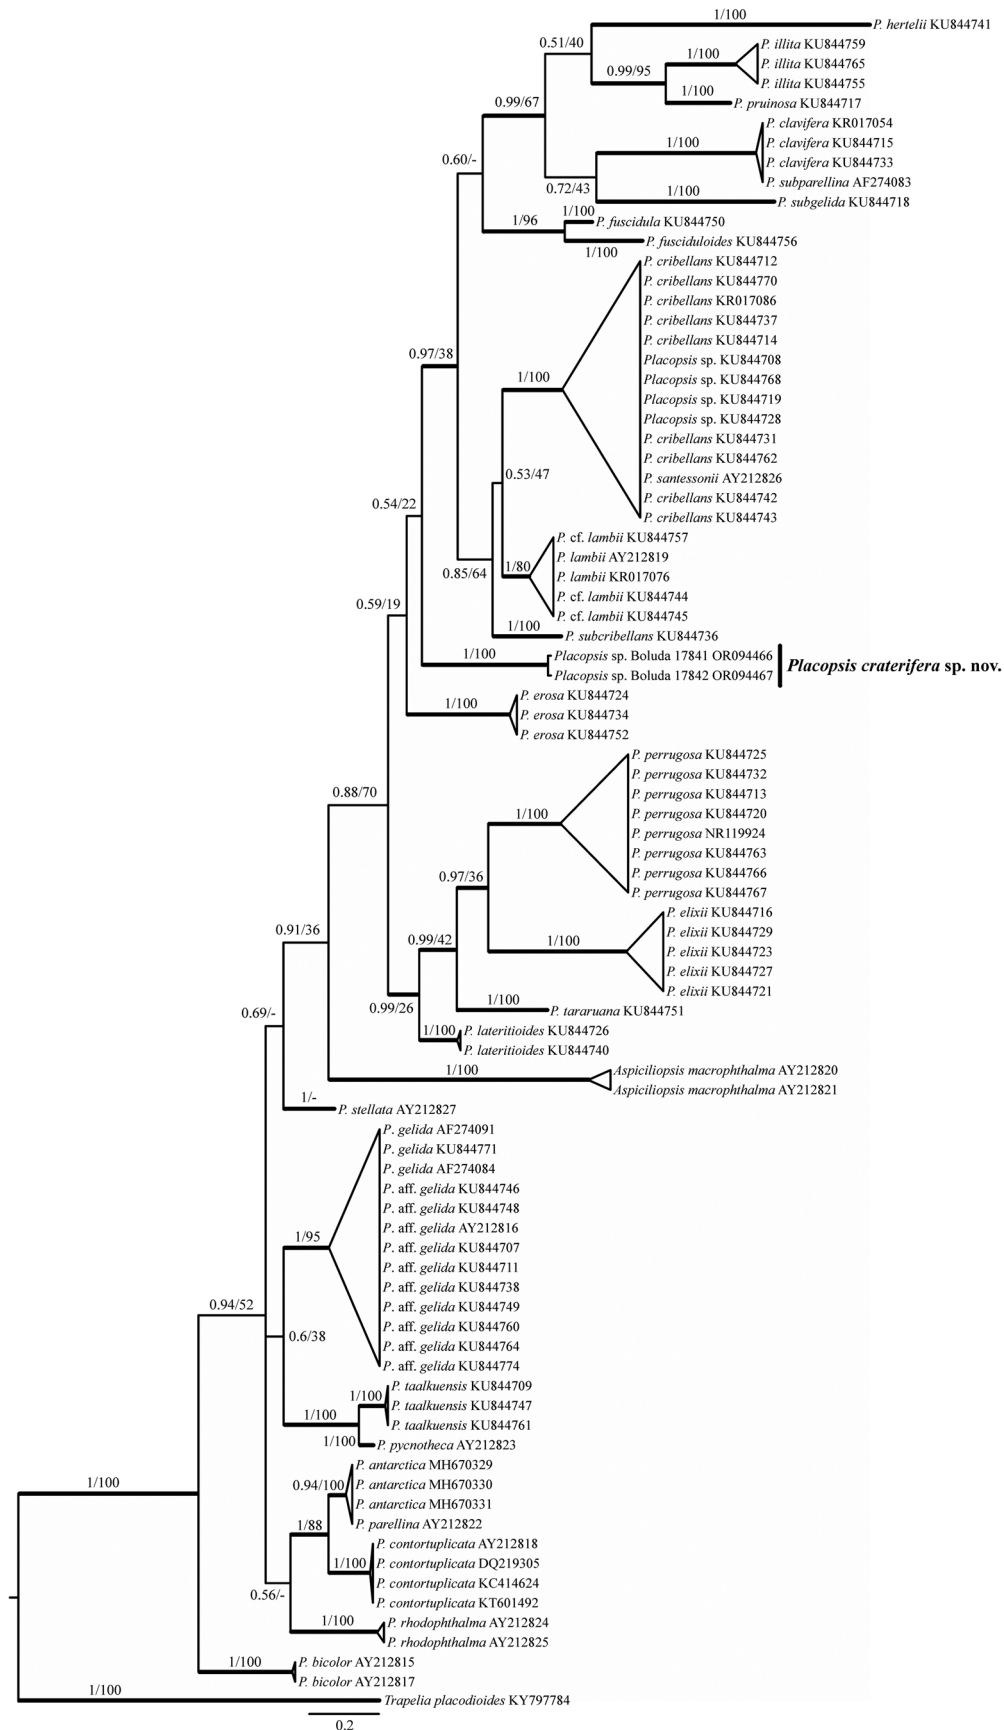 1/100
P. hertelii KU844741
0.51/40
P. illita KU844759
1/100
P. illita KU844765
0.99/95
P. illita KU844755
1/100
P. pruinosa KU844717
0.99/67
P. clavifera KR017054
P. clavifera KU844715
1/100
P. clavifera KU844733
0.60/-
P. subparellina AF274083
0.72/43
1/100
P. subgelida KU844718
1/100
1/96
P. fuscidula KU844750
P. fusciduloides KU844756
1/100
P. cribellans KU844712
P. cribellans KU844770
P. cribellans KR017086
P. cribellans KU844737
P. cribellans KU844714
0.97/38
Placopsis sp. KU844708
1/100
Placopsis sp. KU844768
Placopsis sp. KU844719
Placopsis sp. KU844728
P. cribellans KU844731
P. cribellans KU844762
0.53/47
P. santessonii AY212826
P. cribellans KU844742
0.54/22
P. cribellans KU844743
P. cf. lambii KU844757
P. lambii AY212819
1/80
0.85/64
P. lambii KR017076
P. cf. lambii KU844744
0.59/19
P. cf. lambii KU844745
1/100
P. subcribellans KU844736
1/100
Placopsis sp. Boluda 17841 OR094466
Placopsis craterifera sp. nov.
Placopsis sp. Boluda 17842 OR094467
P. erosa KU844724
1/100
P. erosa KU844734
P. erosa KU844752
P. perrugosa KU844725
P. perrugosa KU844732
0.88/70
P. perrugosa KU844713
1/100
P. perrugosa KU844720
P. perrugosa NR119924
P. perrugosa KU844763
P. perrugosa KU844766
0.97/36
P. perrugosa KU844767
P. elixii KU844716
0.91/36
P. elixii KU844729
0.99/42
1/100
P. elixii KU844723
P. elixii KU844727
P. elixii KU844721
0.99/26
1/100
P. tararuana KU844751
0.69/-
1/100
P. lateritioides KU844726
P. lateritioides KU844740
1/100
Aspiciliopsis macrophthalma AY212820
Aspiciliopsis macrophthalma AY212821
1/-
P. stellata AY212827
P. gelida AF274091
P. gelida KU844771
P. gelida AF274084
P. aff. gelida KU844746
P. aff. gelida KU844748
P. aff. gelida AY212816
1/95
P. aff. gelida KU844707
P. aff. gelida KU844711
P. aff. gelida KU844738
0.94/52
P. aff. gelida KU844749
P. aff. gelida KU844760
0.6/38
P. aff. gelida KU844764
P. aff. gelida KU844774
P. taalkuensis KU844709
1/100
P. taalkuensis KU844747
1/100
P. taalkuensis KU844761
1/100
P. pycnotheca AY212823
P. antarctica MH670329
1/100
0.94/100
P. antarctica MH670330
P. antarctica MH670331
1/88
P. parellina AY212822
P. contortuplicata AY212818
1/100
P. contortuplicata DQ219305
P. contortuplicata KC414624
0.56/-
P. contortuplicata KT601492
1/100
P. rhodophthalma AY212824
P. rhodophthalma AY212825
1/100
P. bicolor AY212815
P. bicolor AY212817
1/100
Trapelia placodioides KY797784
0.2